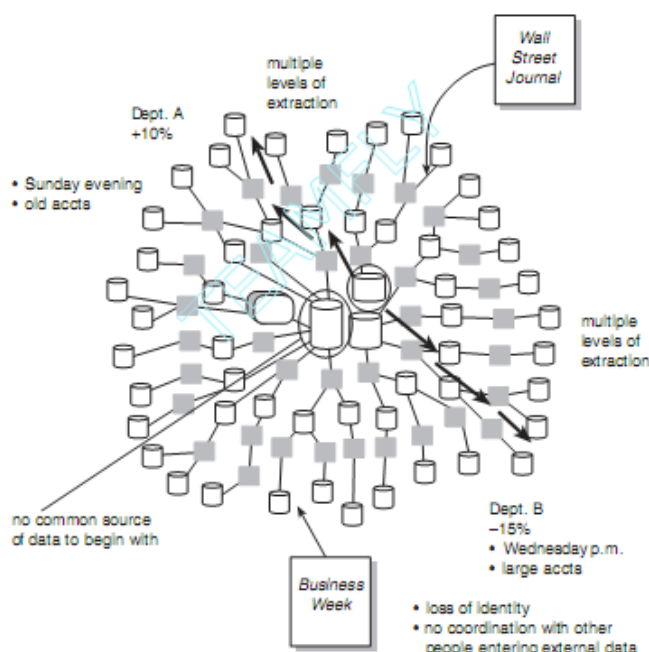 Wall
Street
Journal
multiple
levels of
extraction
Dept. A
+10%
• Sunday evening
• old accts
TEAMFLY
multiple
levels of
extraction
no common source
of data to begin with
Dept. B
–15%
• Wednesday p.m.
• large accts
Business
Week
• loss of identity
• no coordination with other
people entering external data